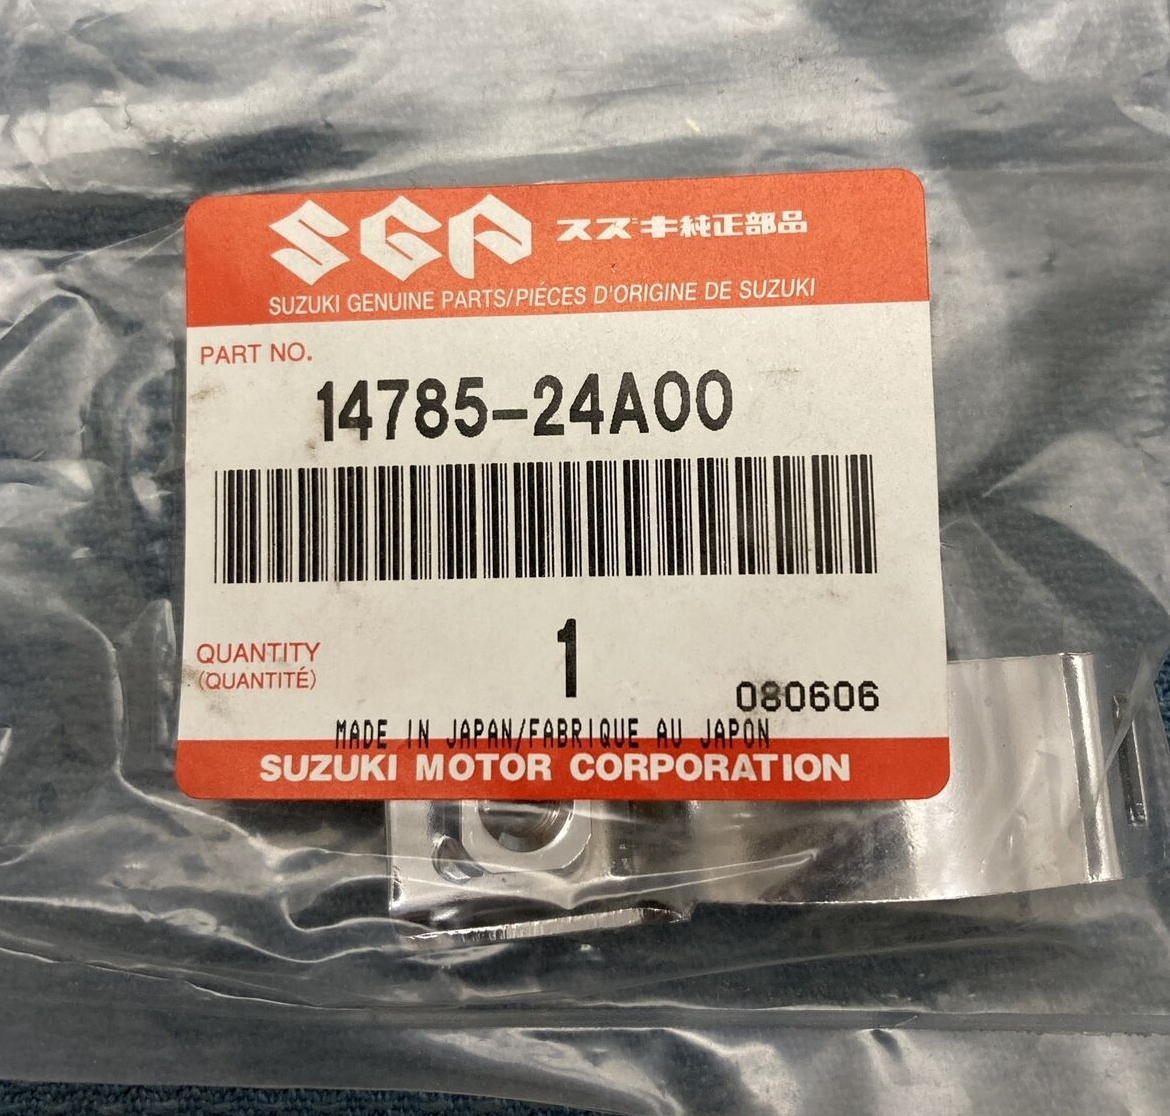 SGP スズキ純正部品
SUZUKI GENUINE PARTS/PIÉCES D'ORIGINE DE SUZUKI
PART NO.
14785-24A00
QUANTITY
(QUANTITÉ)
1
080606
MADE IN JAPAN/FABRIQUE AU JAPON
SUZUKI MOTOR CORPORATION